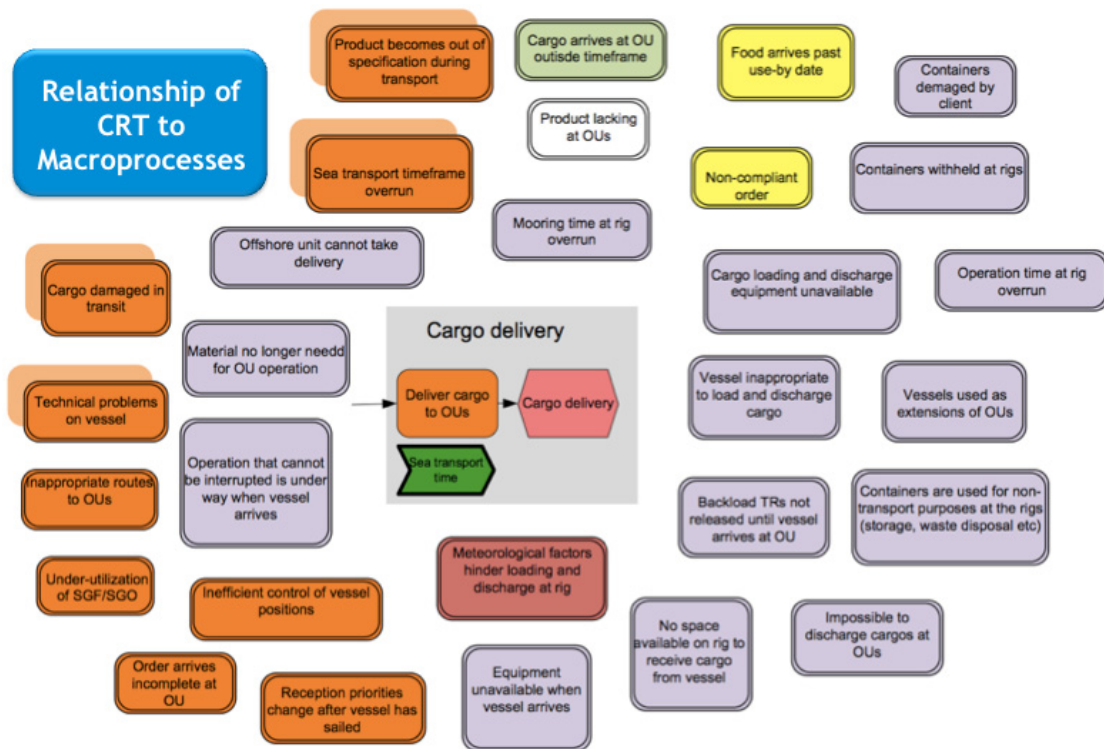 Relationship of
CRT to
Macroprocesses
Product becomes out of
specification during
transport
Cargo arrives at OU
outisde timeframe
Food arrives past
use-by date
Containers
demaged by
client
Product lacking
at OUs
Sea transport timeframe
overrun
Non-compliant
order
Containers withheld at rigs
Mooring time at rig
overrun
Offshore unit cannot take
delivery
Cargo loading and discharge
equipment unavailable
Operation time at rig
overrun
Cargo damaged in
transit
Material no longer needd
for OU operation
Cargo delivery
Deliver cargo
to OUs
Cargo delivery
Sea transport
time
Vessel inappropriate
to load and discharge
cargo
Vessels used as
extensions of OUs
Technical problems
on vessel
Operation that cannot
be interrupted is under
way when vessel
arrives
Inappropriate routes
to OUs
Backload TRs not
released until vessel
arrives at OU
Containers are used for non-
transport purposes at the rigs
(storage, waste disposal etc)
Meteorological factors
hinder loading and
discharge at rig
Under-utilization
of SGF/SGO
Inefficient control of vessel
positions
No space
available on rig to
receive cargo
from vessel
Impossible to
discharge cargos at
OUs
Order arrives
incomplete at
OU
Reception priorities
change after vessel has
sailed
Equipment
unavailable when
vessel arrives